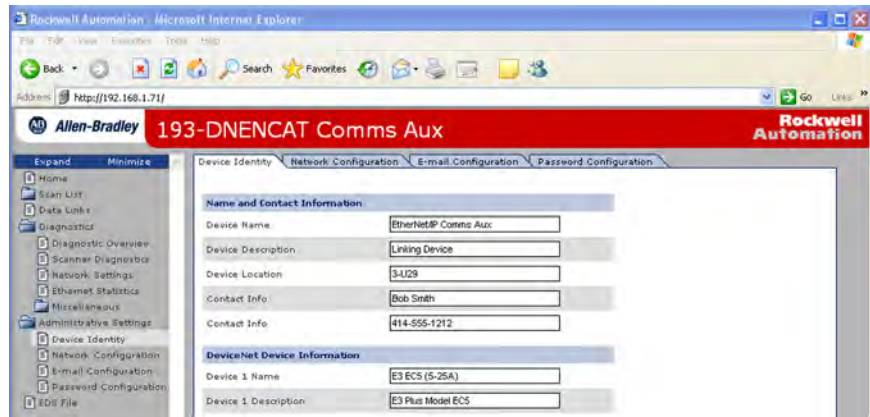 Rockwell Automation - Microsoft Internet Explorer
File Edit View Favorites Tools Help
Back Search Favorites
Address http://192.168.1.71/ Go Links
AB Allen-Bradley 193-DNENCAT Comms Aux Rockwell Automation
Expand Minimize
Device Identity Network Configuration E-mail Configuration Password Configuration
Home
Scan List
Data Links
Diagnostics
Diagnostic Overview
Scanner Diagnostics
Network Settings
Ethernet Statistics
Miscellaneous
Administrative Settings
Device Identity
Network Configuration
E-mail Configuration
Password Configuration
EDS File
Name and Contact Information
Device Name EtherNet/IP Comms Aux
Device Description Linking Device
Device Location 3-U29
Contact Info Bob Smith
Contact Info 414-555-1212
DeviceNet Device Information
Device 1 Name E3 EC5 (5-25A)
Device 1 Description E3 Plus Model EC5